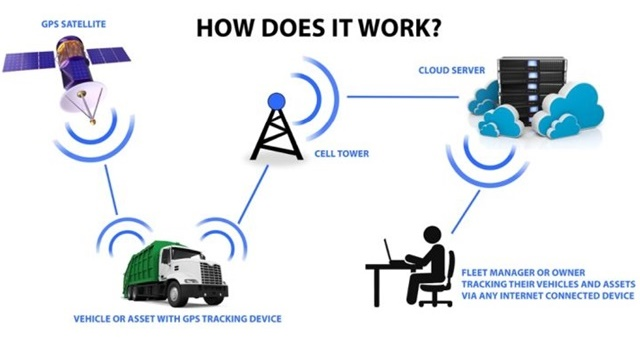 GPS SATELLITE
HOW DOES IT WORK?
CLOUD SERVER
CELL TOWER
VEHICLE OR ASSET WITH GPS TRACKING DEVICE
FLEET MANAGER OR OWNER
TRACKING THEIR VEHICLES AND ASSETS
VIA ANY INTERNET CONNECTED DEVICE